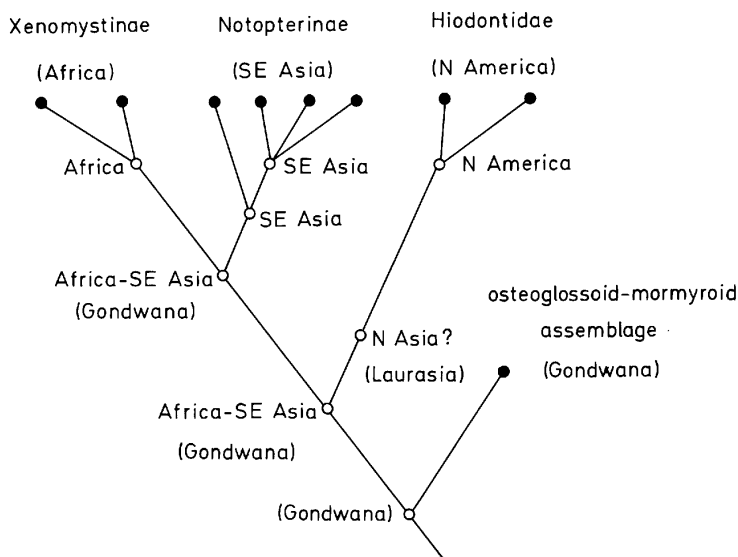 Xenomystinae
(Africa)
Notopterinae
(SE Asia)
Hiodontidae
(N America)
Africa
SE Asia
N America
SE Asia
Africa-SE Asia
(Gondwana)
osteoglossoid-mormyroid
assemblage
(Gondwana)
N Asia?
(Laurasia)
Africa-SE Asia
(Gondwana)
(Gondwana)